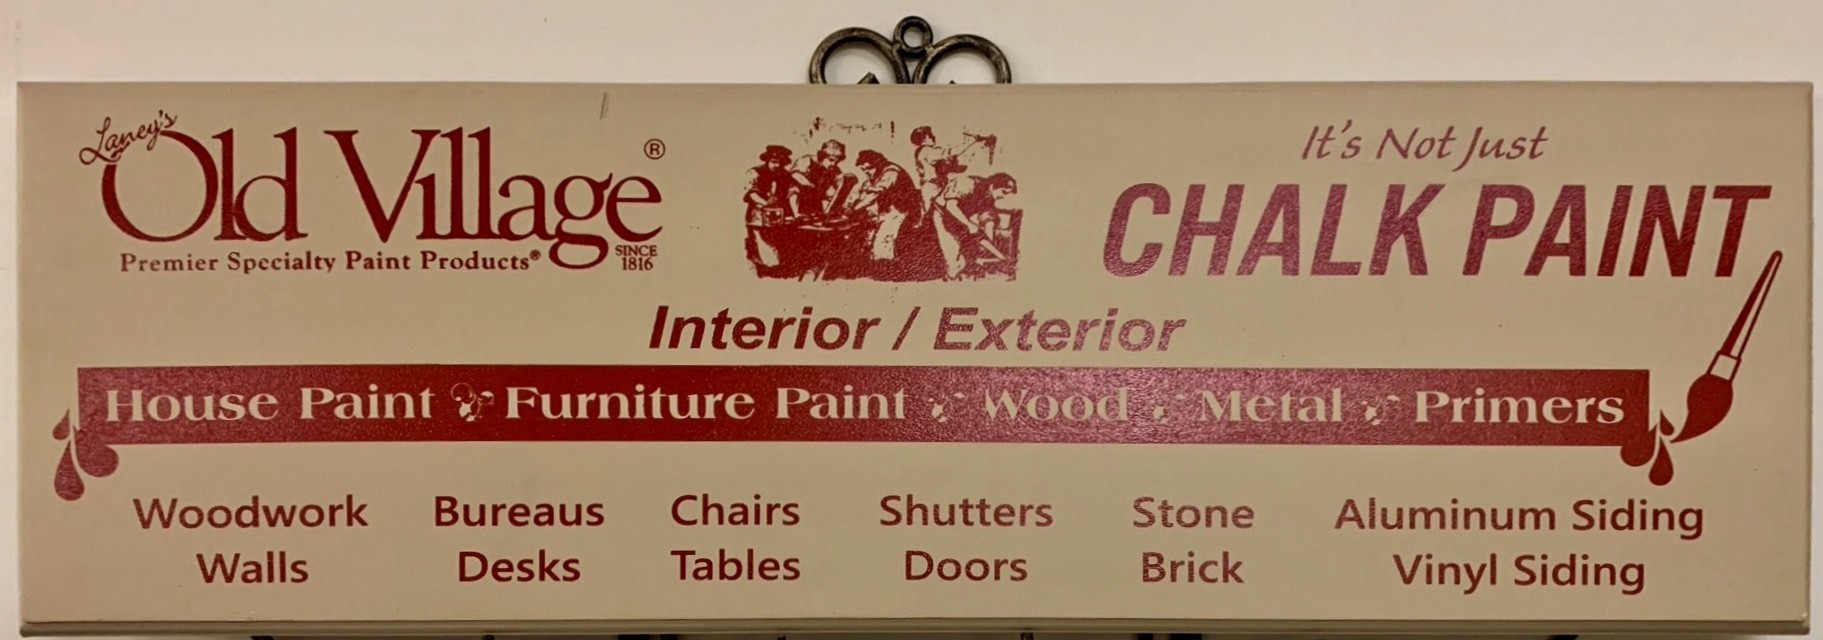 Laney's
Old Village®
Premier Specialty Paint Products®
SINCE
1816
It's Not Just
CHALK PAINT
Interior / Exterior
House Paint Furniture Paint Wood Metal Primers
Woodwork Bureaus Chairs Shutters Stone Aluminum Siding
Walls Desks Tables Doors Brick Vinyl Siding